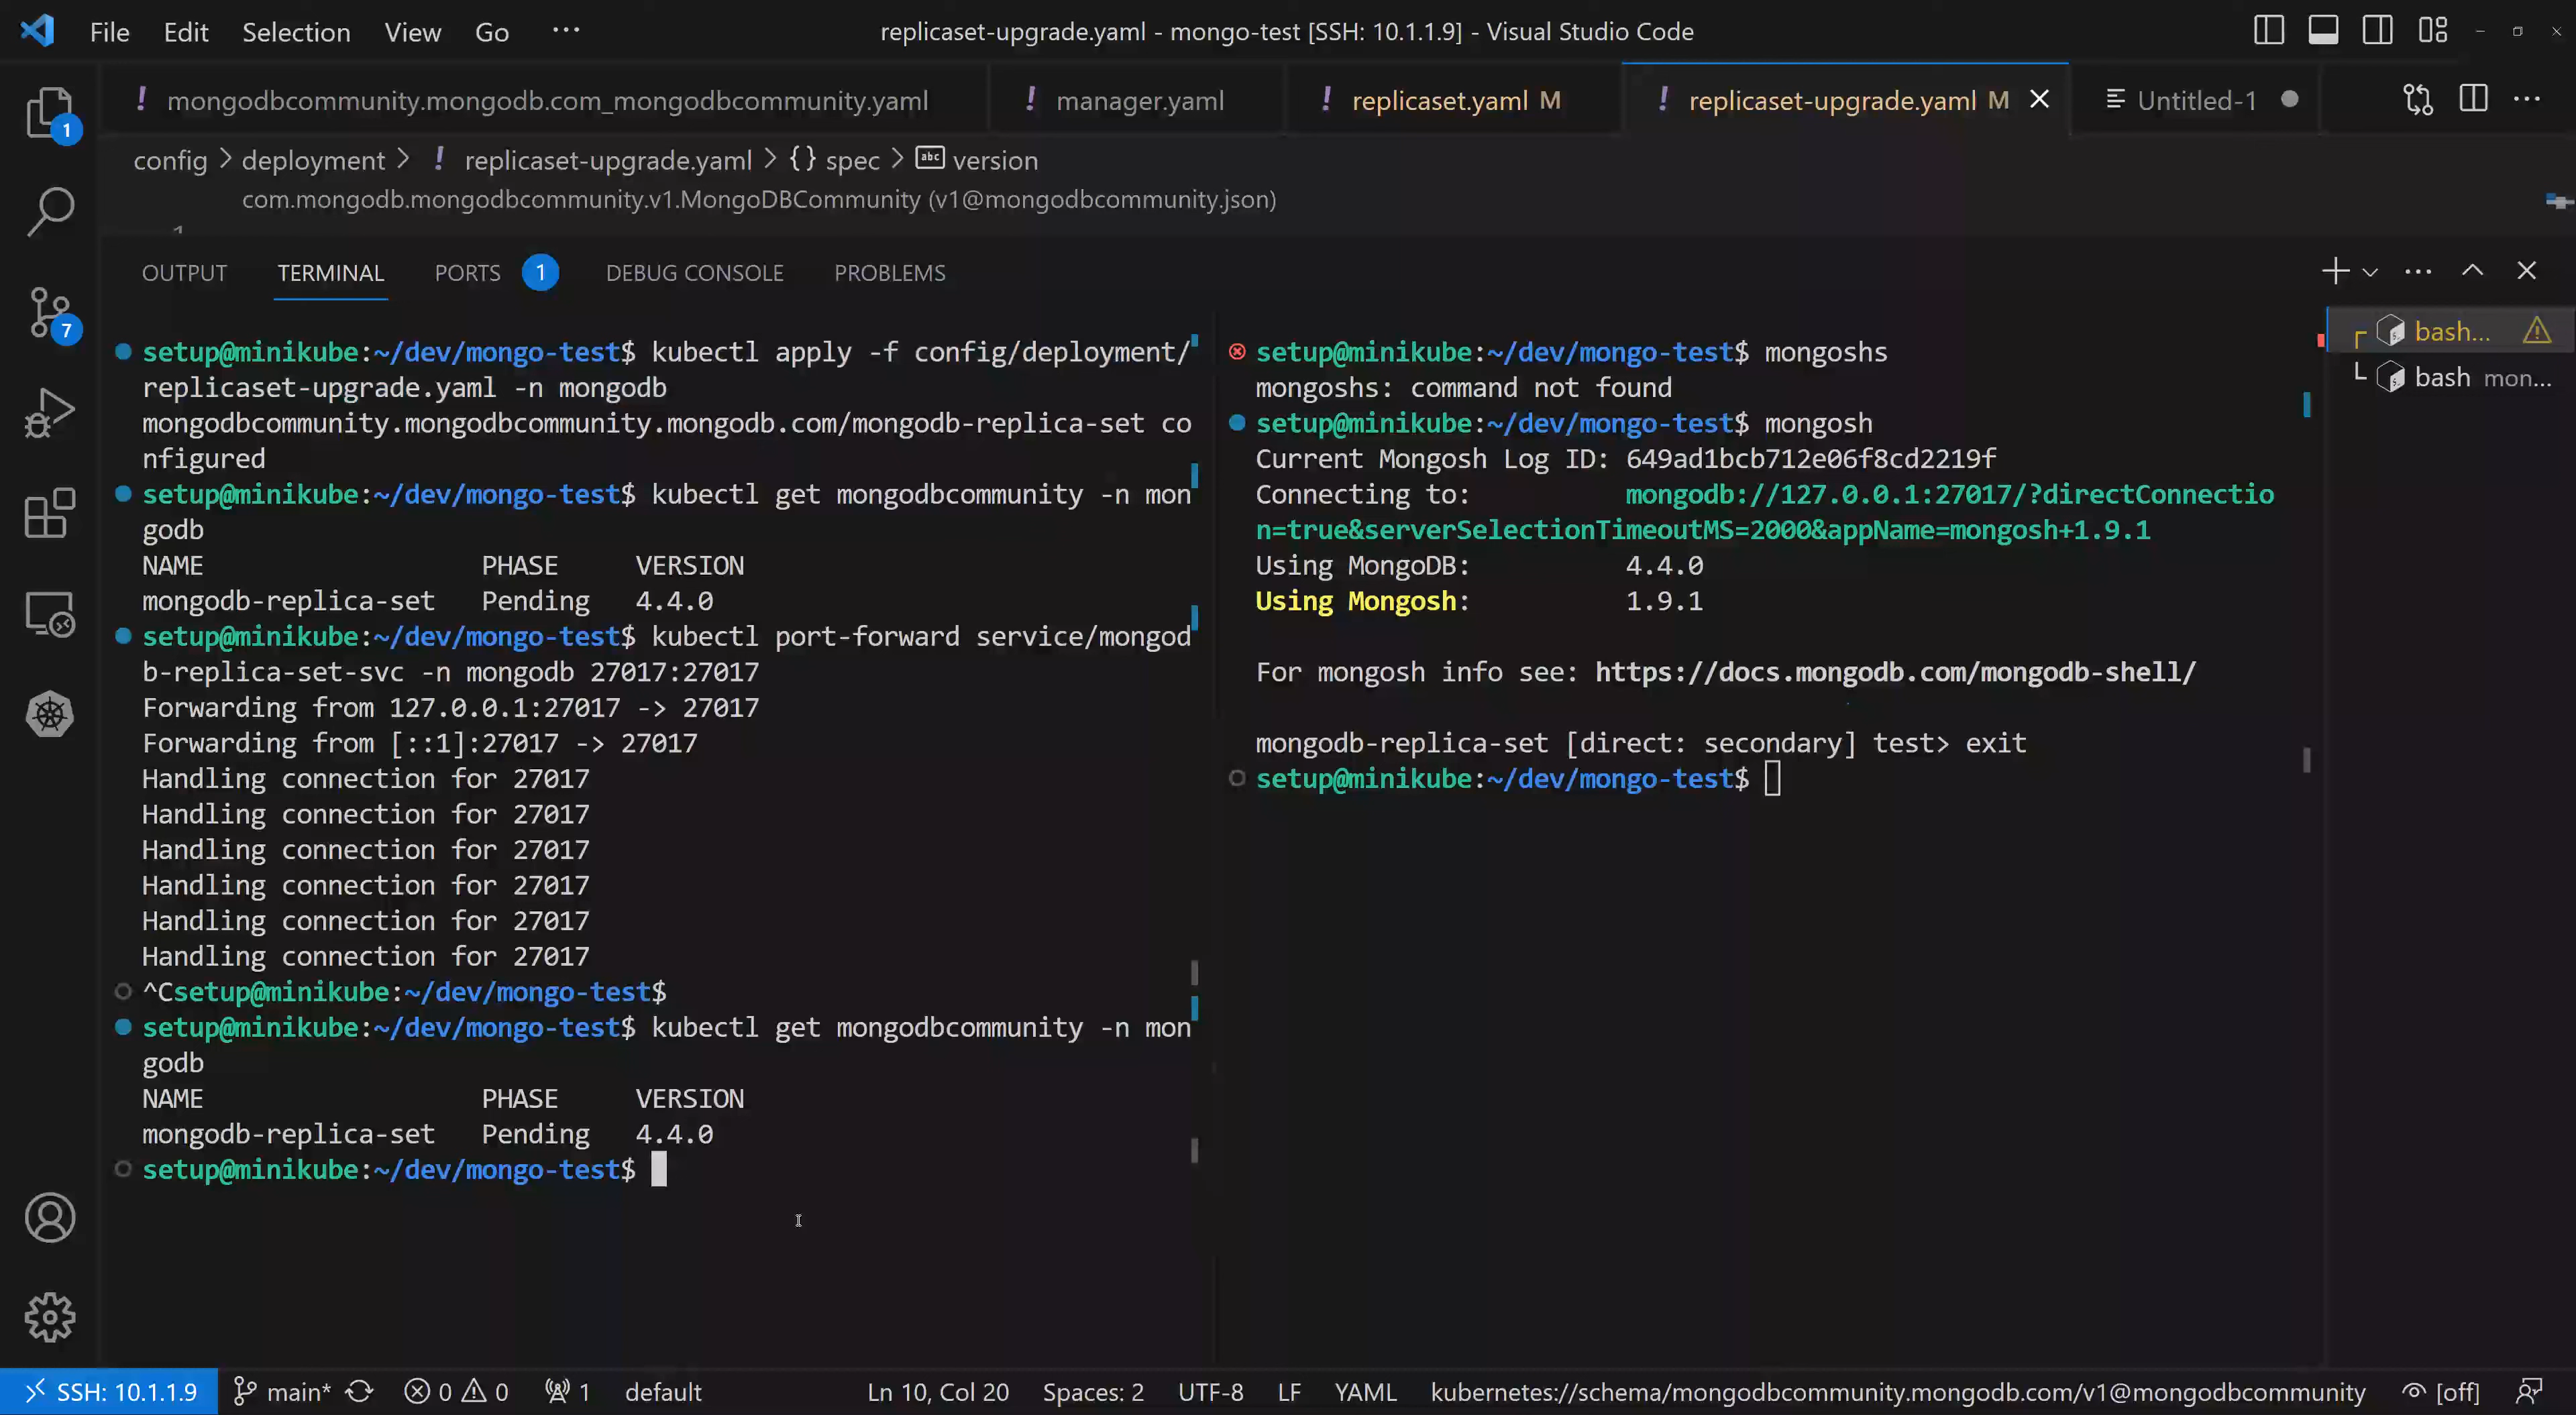 File Edit Selection View Go ··· replicaset-upgrade.yaml - mongo-test [SSH: 10.1.1.9] - Visual Studio Code
! mongodbcommunity.mongodb.com_mongodbcommunity.yaml ! manager.yaml ! replicaset.yaml M ! replicaset-upgrade.yaml M Untitled-1
config > deployment > ! replicaset-upgrade.yaml > {} spec > abc version
com.mongodb.mongodbcommunity.v1.MongoDBCommunity (v1@mongodbcommunity.json)
1
OUTPUT TERMINAL PORTS 1 DEBUG CONSOLE PROBLEMS
1
7
setup@minikube:~/dev/mongo-test$ kubectl apply -f config/deployment/
replicaset-upgrade.yaml -n mongodb
mongodbcommunity.mongodbcommunity.mongodb.com/mongodb-replica-set co
nfigured
setup@minikube:~/dev/mongo-test$ kubectl get mongodbcommunity -n mon
godb
NAME PHASE VERSION
mongodb-replica-set Pending 4.4.0
setup@minikube:~/dev/mongo-test$ kubectl port-forward service/mongod
b-replica-set-svc -n mongodb 27017:27017
Forwarding from 127.0.0.1:27017 -> 27017
Forwarding from [::1]:27017 -> 27017
Handling connection for 27017
Handling connection for 27017
Handling connection for 27017
Handling connection for 27017
Handling connection for 27017
Handling connection for 27017
^Csetup@minikube:~/dev/mongo-test$
setup@minikube:~/dev/mongo-test$ kubectl get mongodbcommunity -n mon
godb
NAME PHASE VERSION
mongodb-replica-set Pending 4.4.0
setup@minikube:~/dev/mongo-test$
setup@minikube:~/dev/mongo-test$ mongoshs
mongoshs: command not found
setup@minikube:~/dev/mongo-test$ mongosh
Current Mongosh Log ID: 649ad1bcb712e06f8cd2219f
Connecting to: mongodb://127.0.0.1:27017/?directConnectio
n=true&serverSelectionTimeoutMS=2000&appName=mongosh+1.9.1
Using MongoDB: 4.4.0
Using Mongosh: 1.9.1
For mongosh info see: https://docs.mongodb.com/mongodb-shell/
mongodb-replica-set [direct: secondary] test> exit
setup@minikube:~/dev/mongo-test$
bash...
bash mon...
SSH: 10.1.1.9 main* 0 0 1 default Ln 10, Col 20 Spaces: 2 UTF-8 LF YAML kubernetes://schema/mongodbcommunity.mongodb.com/v1@mongodbcommunity [off]